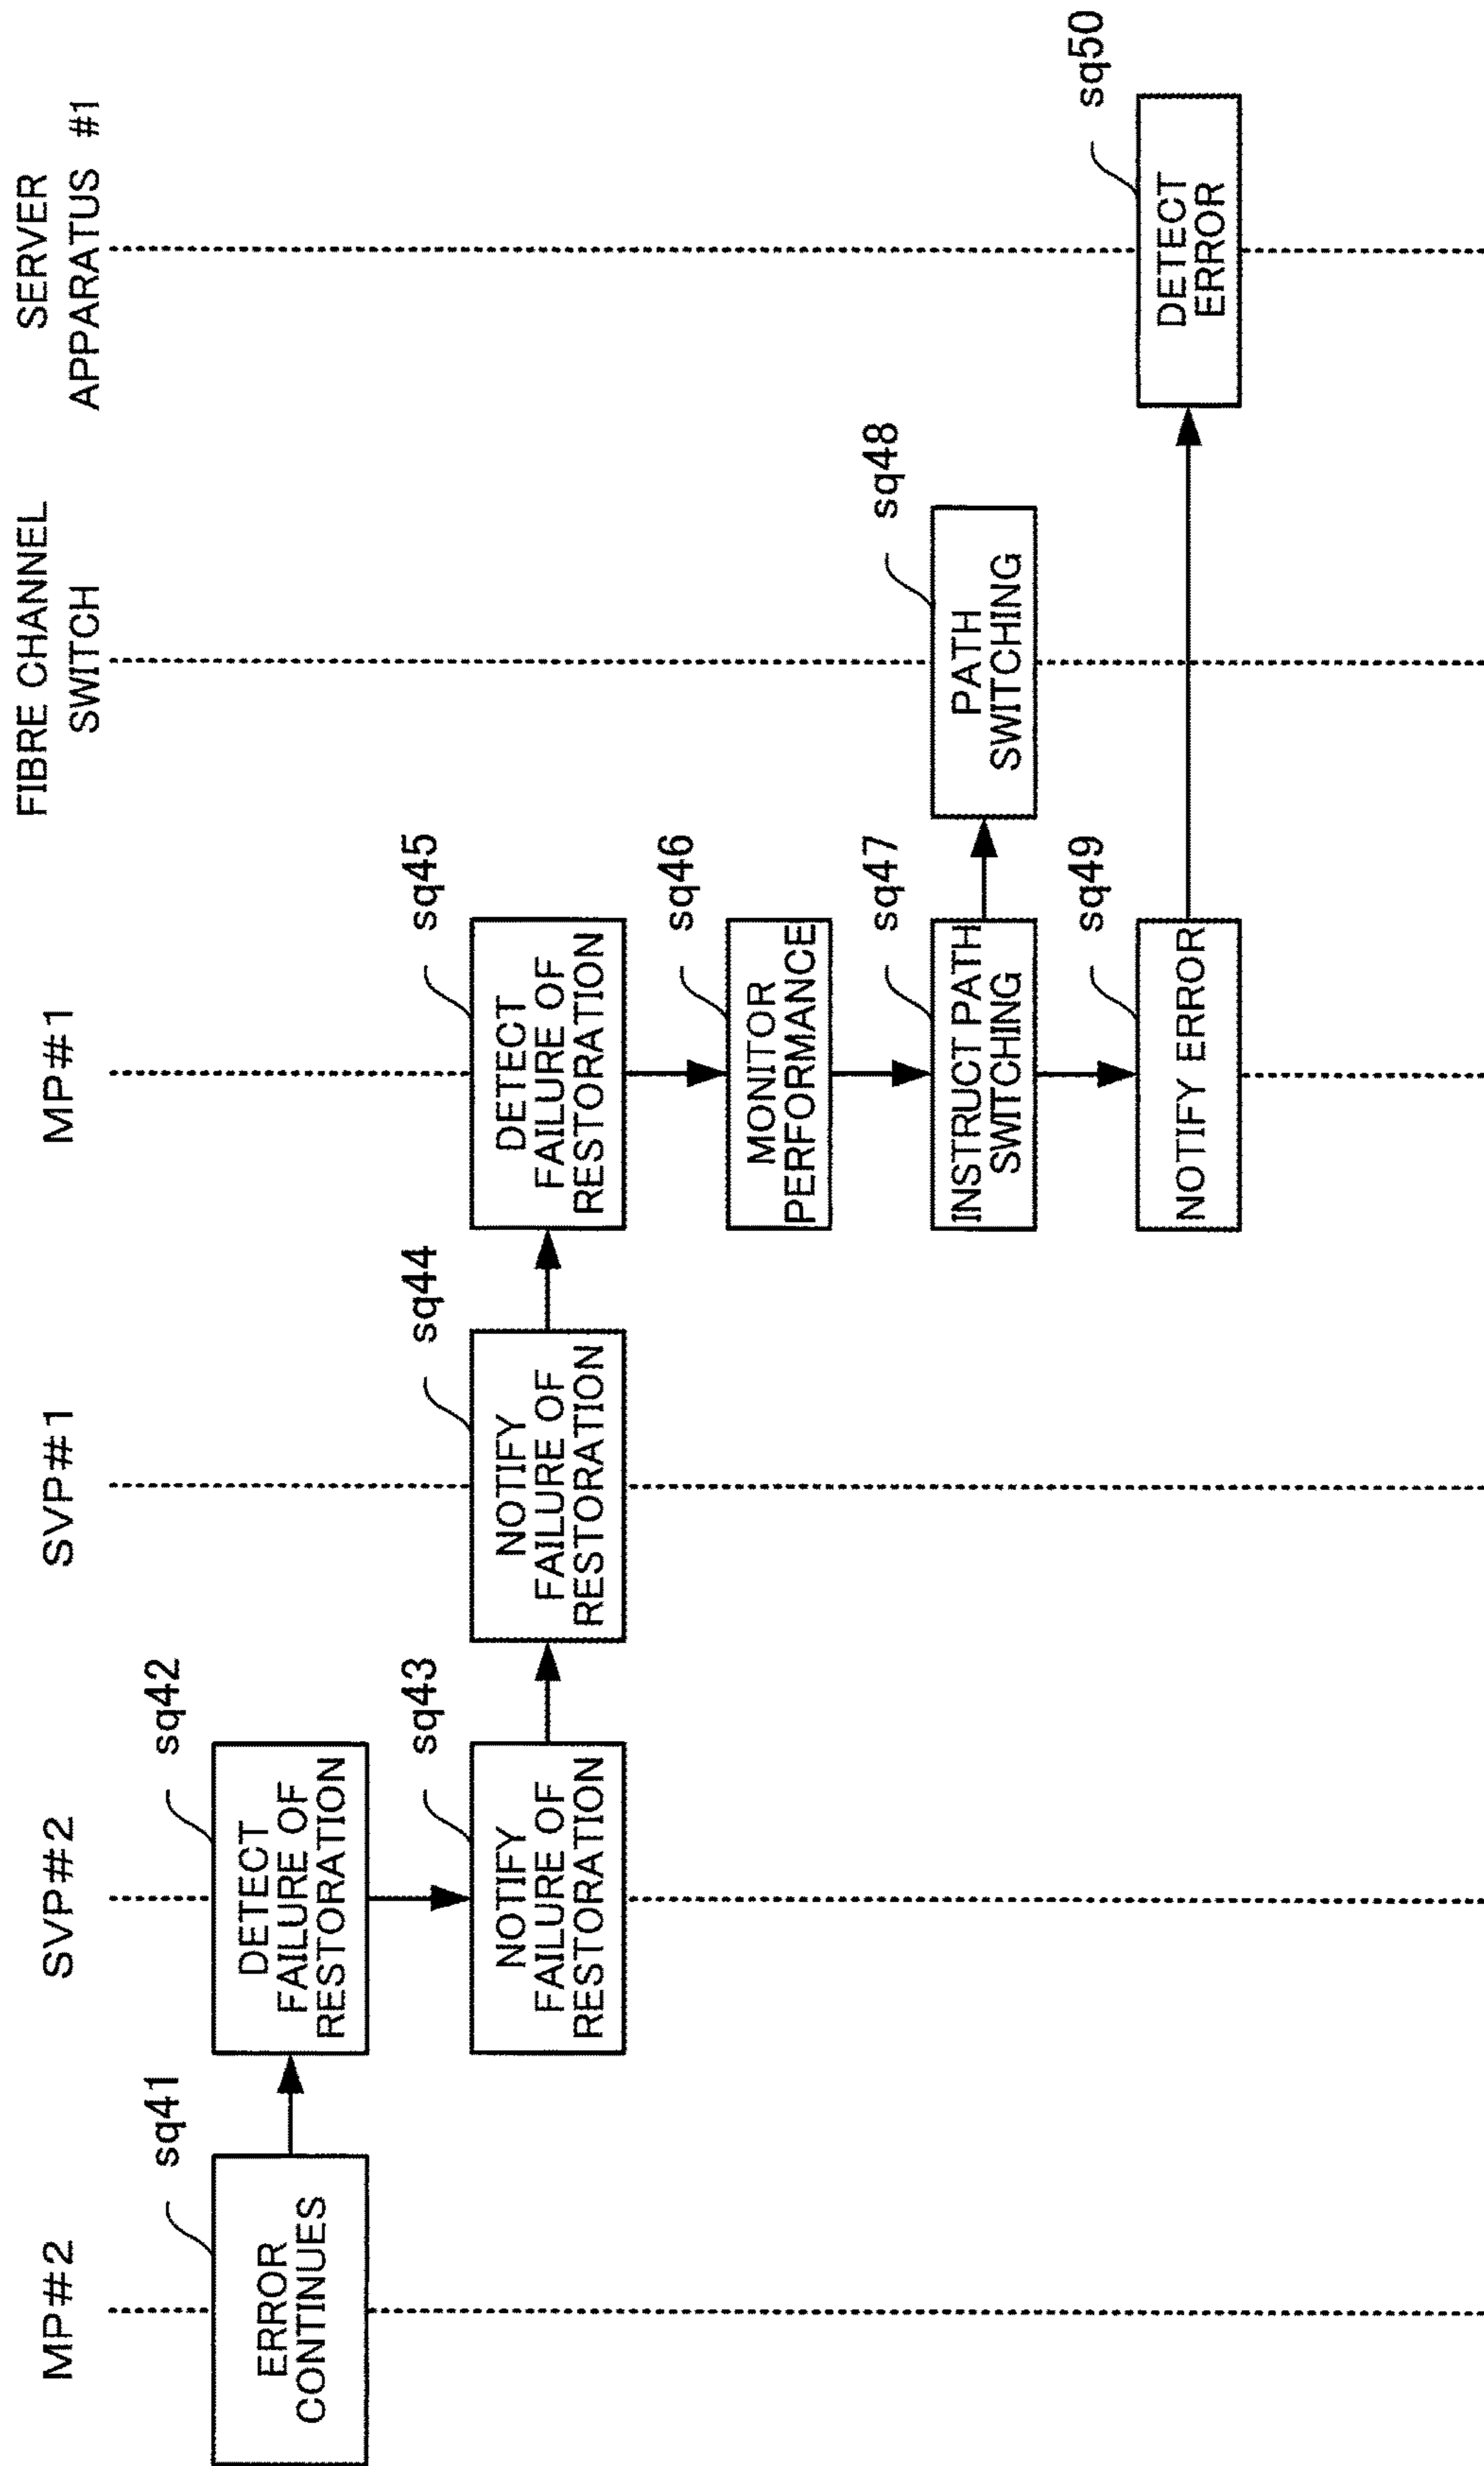 MP#2
SVP#2
SVP#1
MP#1
FIBRE CHANNEL
SWITCH
SERVER
APPARATUS #1
sq41
ERROR
CONTINUES
sq42
DETECT
FAILURE OF
RESTORATION
sq43
NOTIFY
FAILURE OF
RESTORATION
sq44
NOTIFY
FAILURE OF
RESTORATION
sq45
DETECT
FAILURE OF
RESTORATION
sq46
MONITOR
PERFORMANCE
sq47
INSTRUCT PATH
SWITCHING
sq48
PATH
SWITCHING
sq49
NOTIFY ERROR
sq50
DETECT
ERROR